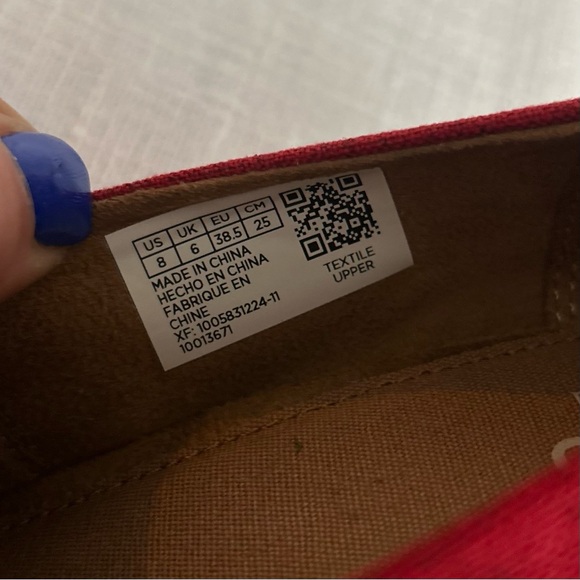 US UK EU CM
8 6 38.5 25
MADE IN CHINA
HECHO EN CHINA
FABRIQUE EN
CHINE
XF: 1005831224-11
10013671
TEXTILE
UPPER